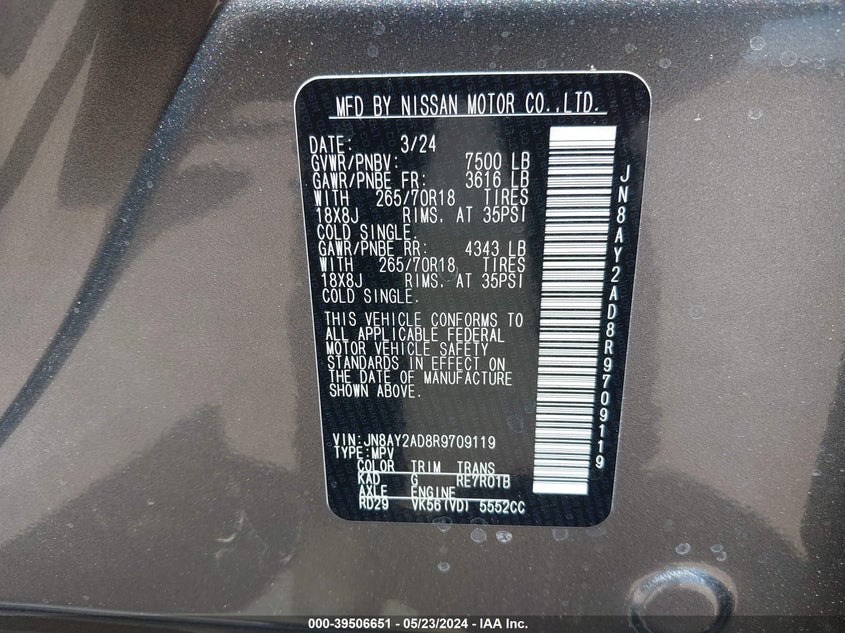 MFD BY NISSAN MOTOR CO.,LTD.
DATE: 3/24
GVWR/PNBV: 7500 LB
GAWR/PNBE FR: 3616 LB
WITH 265/70R18 TIRES
18X8J RIMS, AT 35PSI
COLD SINGLE.
GAWR/PNBE RR: 4343 LB
WITH 265/70R18 TIRES
18X8J RIMS, AT 35PSI
COLD SINGLE.
THIS VEHICLE CONFORMS TO
ALL APPLICABLE FEDERAL
MOTOR VEHICLE SAFETY
STANDARDS IN EFFECT ON
THE DATE OF MANUFACTURE
SHOWN ABOVE.
VIN:JN8AY2AD8R9709119
TYPE:MPV
COLOR TRIM TRANS
KAD G RE7R01B
AXLE ENGINE
RD29 VK56(VD) 5552CC
JN8AY2AD8R9709119
000-39506651 - 05/23/2024 - IAA Inc.